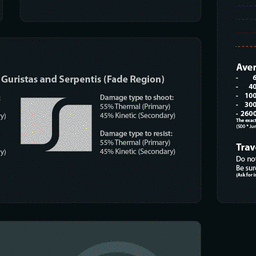 Guristas and Serpentis (Fade Region)
Damage type to shoot:
55% Thermal (Primary)
45% Kinetic (Secondary)
Damage type to resist:
55% Thermal (Primary)
45% Kinetic (Secondary)
y)
y)
Aver
- 6
- 40
- 100
- 300
- 2600
The exact
(500 * Jur
Trav
Do no
Be sur
(Ask for i